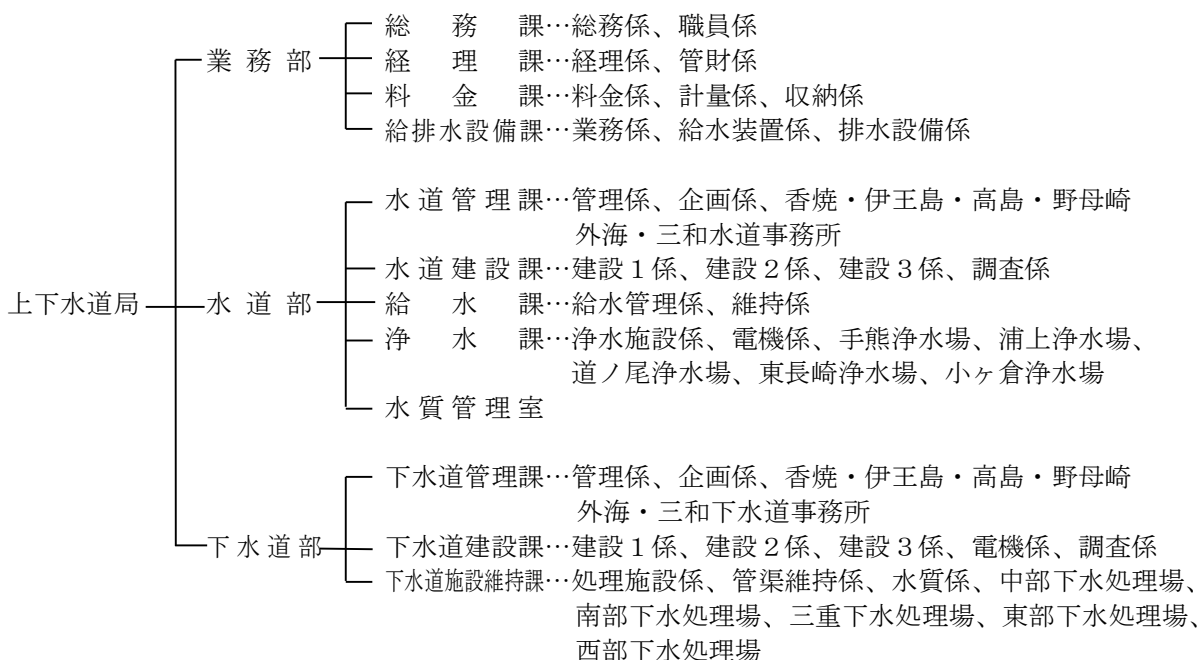 総務課…総務係、職員係
業務部
経理課…経理係、管財係
料金課…料金係、計量係、収納係
給排水設備課…業務係、給水装置係、排水設備係
水道管理課…管理係、企画係、香焼・伊王島・高島・野母崎
外海・三和水道事務所
水道建設課…建設1係、建設2係、建設3係、調査係
上下水道局
水道部
給水課…給水管理係、維持係
浄水課…浄水施設係、電機係、手熊浄水場、浦上浄水場、
道ノ尾浄水場、東長崎浄水場、小ヶ倉浄水場
水質管理室
下水道管理課…管理係、企画係、香焼・伊王島・高島・野母崎
外海・三和下水道事務所
下水道部
下水道建設課…建設1係、建設2係、建設3係、電機係、調査係
下水道施設維持課…処理施設係、管渠維持係、水質係、中部下水処理場、
南部下水処理場、三重下水処理場、東部下水処理場、
西部下水処理場